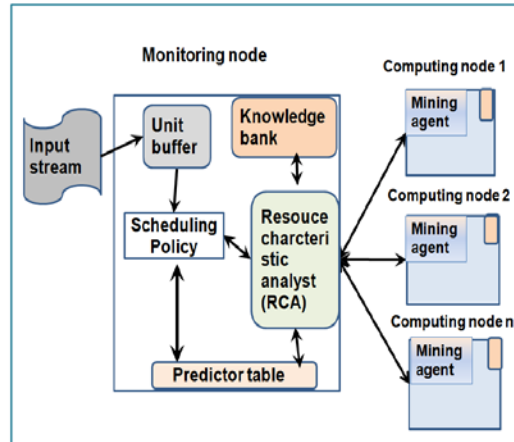 Monitoring node
Input
stream
Unit
buffer
Knowledge
bank
Scheduling
Policy
Resouce
charcteri
stic
analyst
(RCA)
Predictor table
Computing node 1
Mining
agent
Computing node 2
Mining
agent
Computing node n
Mining
agent